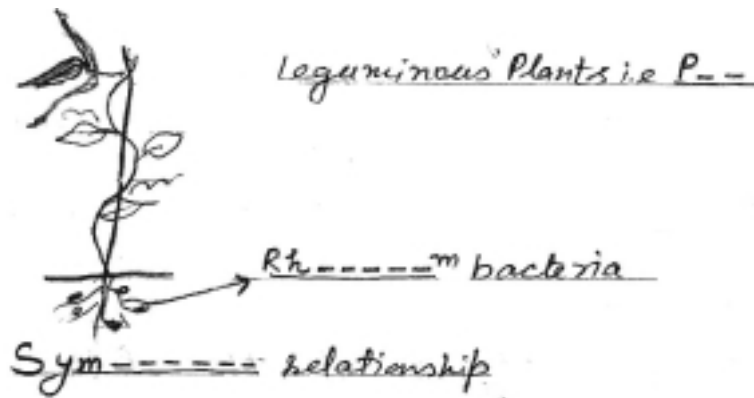 Leguminous Plants i.e P---
Rh------m bacteria
Sym------- relationship